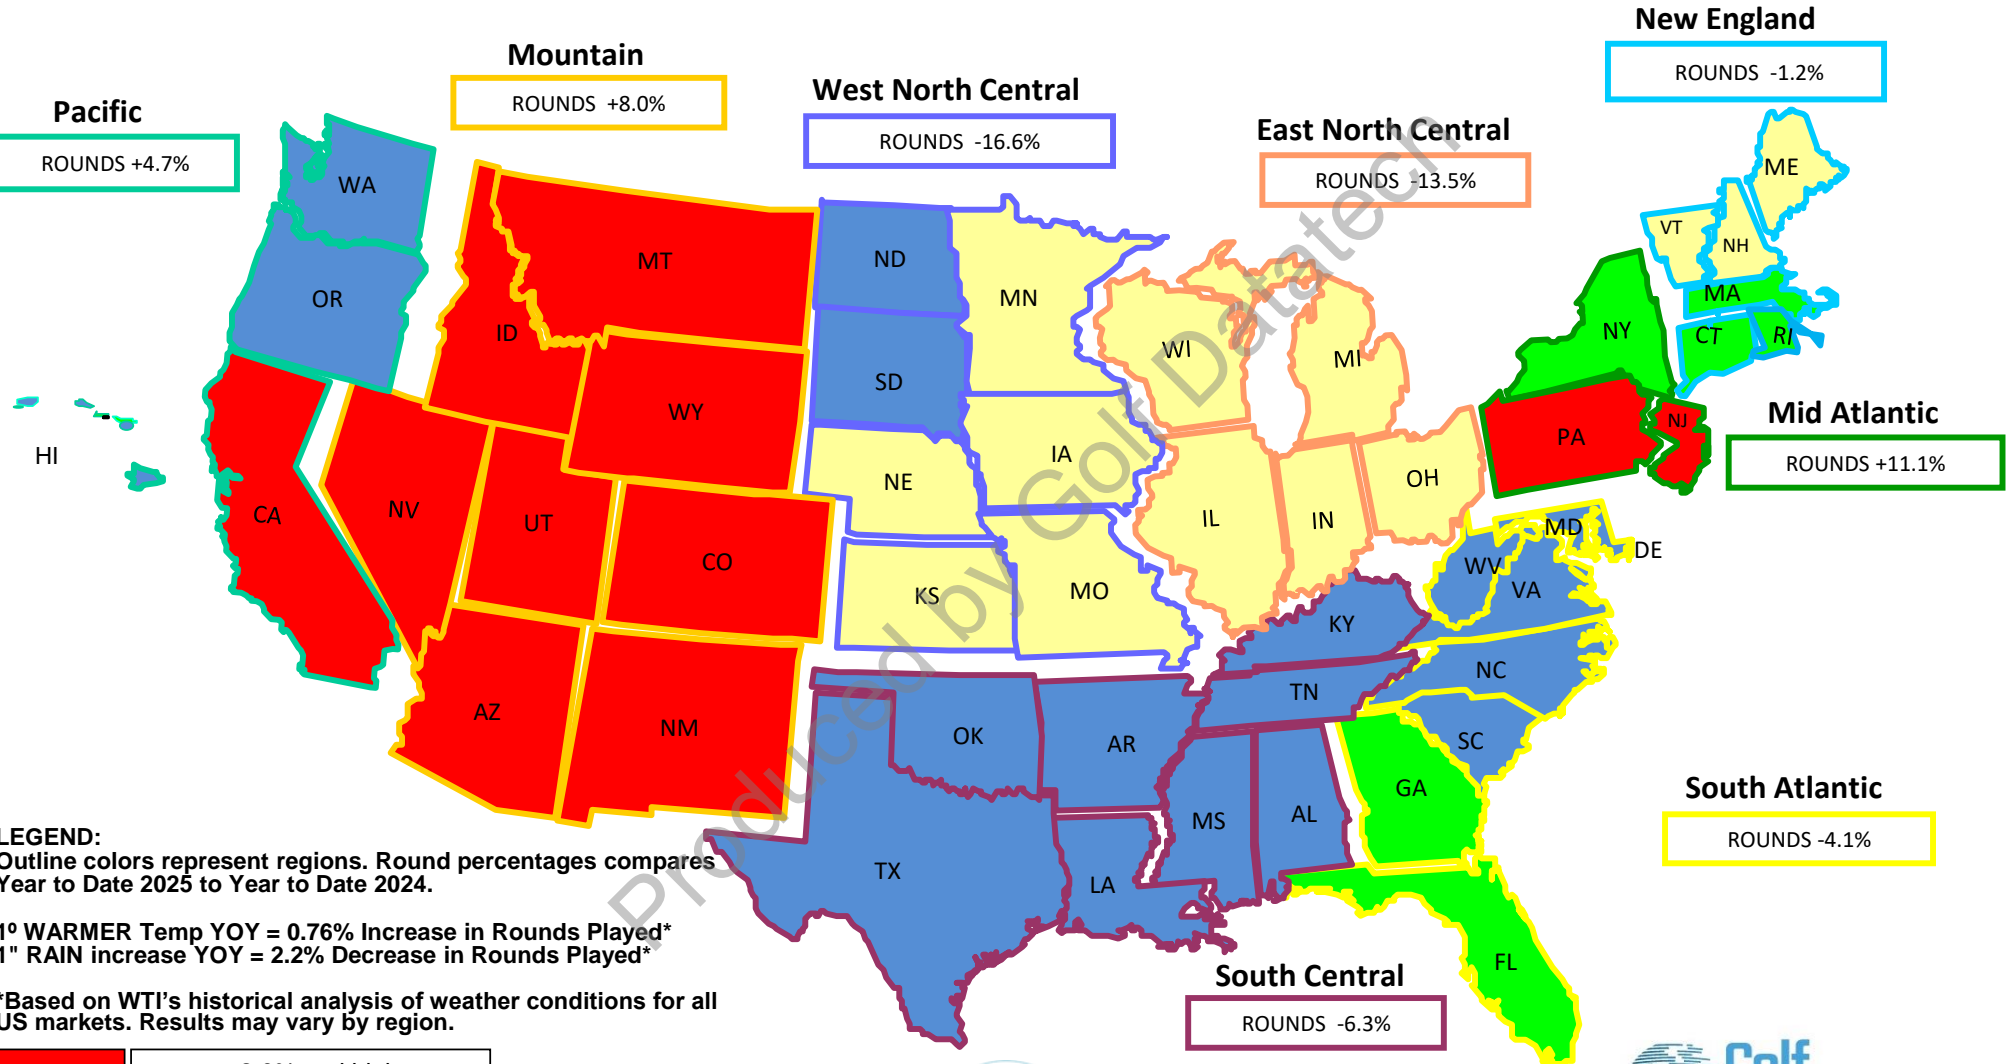 New England
ROUNDS -1.2%
Mountain
ROUNDS +8.0%
West North Central
ROUNDS -16.6%
Pacific
ROUNDS +4.7%
East North Central
ROUNDS -13.5%
WA
OR
HI
CA
MT
ID
WY
NV
UT
CO
AZ
NM
ND
SD
NE
KS
MN
IA
MO
WI
MI
IL
IN
OH
ME
VT
NH
MA
CT
RI
NY
PA
NJ
Mid Atlantic
ROUNDS +11.1%
MD
DE
WV
VA
NC
SC
GA
FL
KY
TN
OK
AR
TX
LA
MS
AL
South Atlantic
ROUNDS -4.1%
South Central
ROUNDS -6.3%
Produced by Golf Datatech
LEGEND:
Outline colors represent regions. Round percentages compares
Year to Date 2025 to Year to Date 2024.
1º WARMER Temp YOY = 0.76% Increase in Rounds Played*
1" RAIN increase YOY = 2.2% Decrease in Rounds Played*
*Based on WTI's historical analysis of weather conditions for all
US markets. Results may vary by region.
Golf